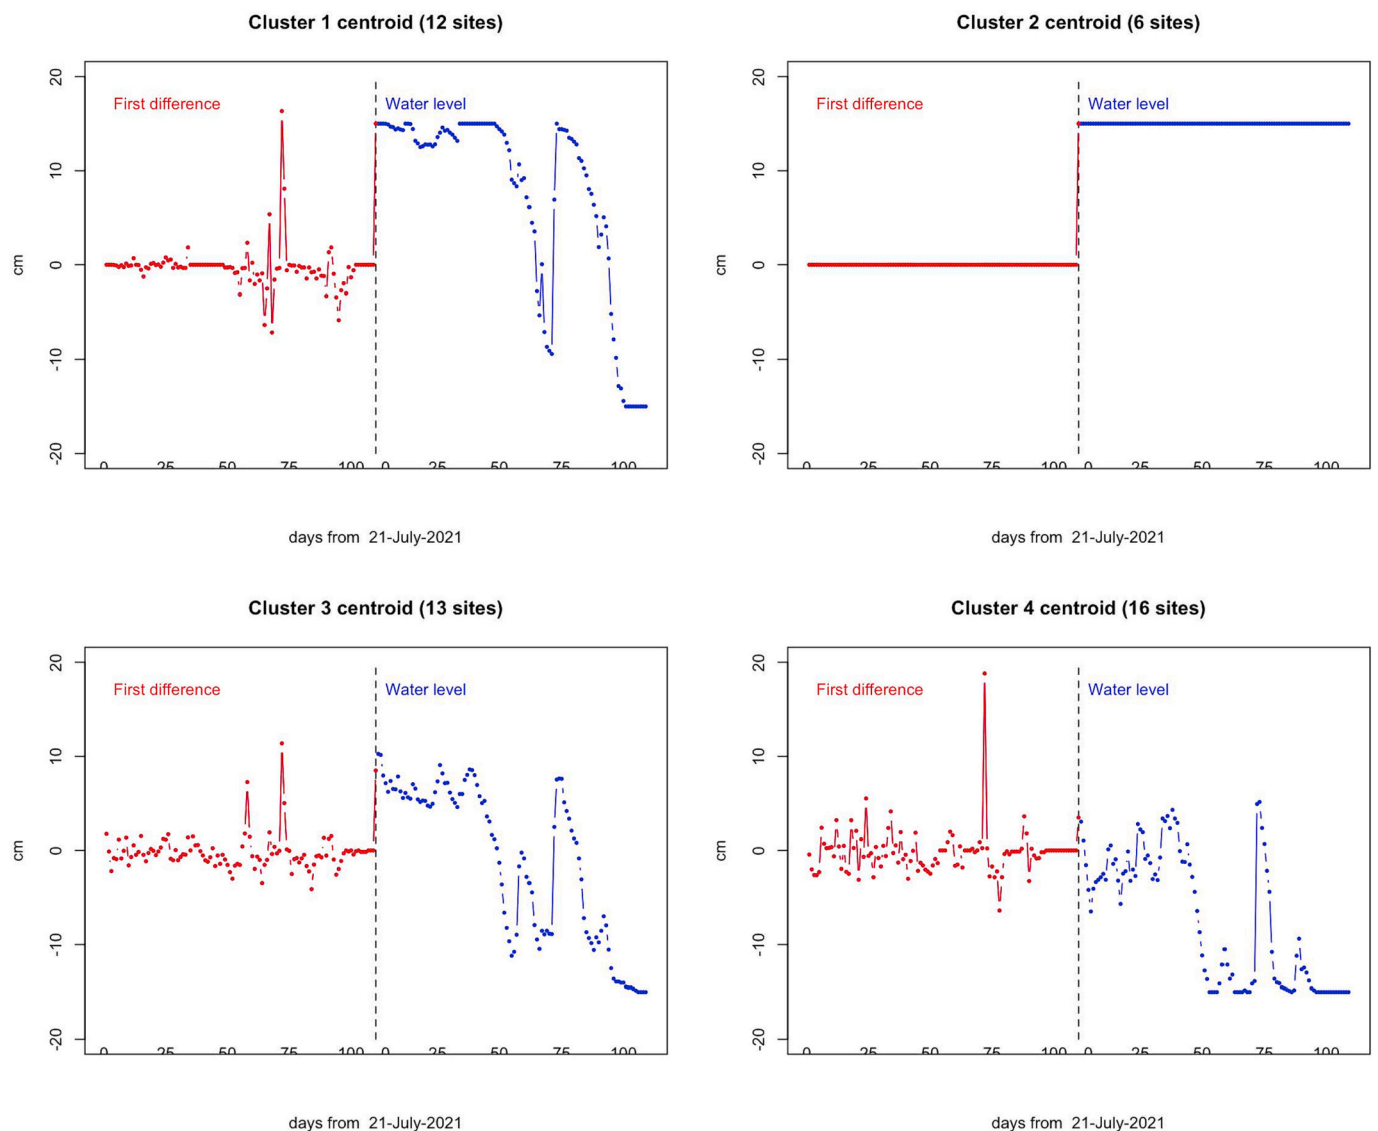 Cluster 1 centroid (12 sites)
20
10
0
-10
-20
cm
First difference
Water level
0 25 50 75 100 0 25 50 75 100
days from 21-July-2021
Cluster 2 centroid (6 sites)
20
10
0
-10
-20
cm
First difference
Water level
0 25 50 75 100 0 25 50 75 100
days from 21-July-2021
Cluster 3 centroid (13 sites)
20
10
0
-10
-20
cm
First difference
Water level
0 25 50 75 100 0 25 50 75 100
days from 21-July-2021
Cluster 4 centroid (16 sites)
20
10
0
-10
-20
cm
First difference
Water level
0 25 50 75 100 0 25 50 75 100
days from 21-July-2021